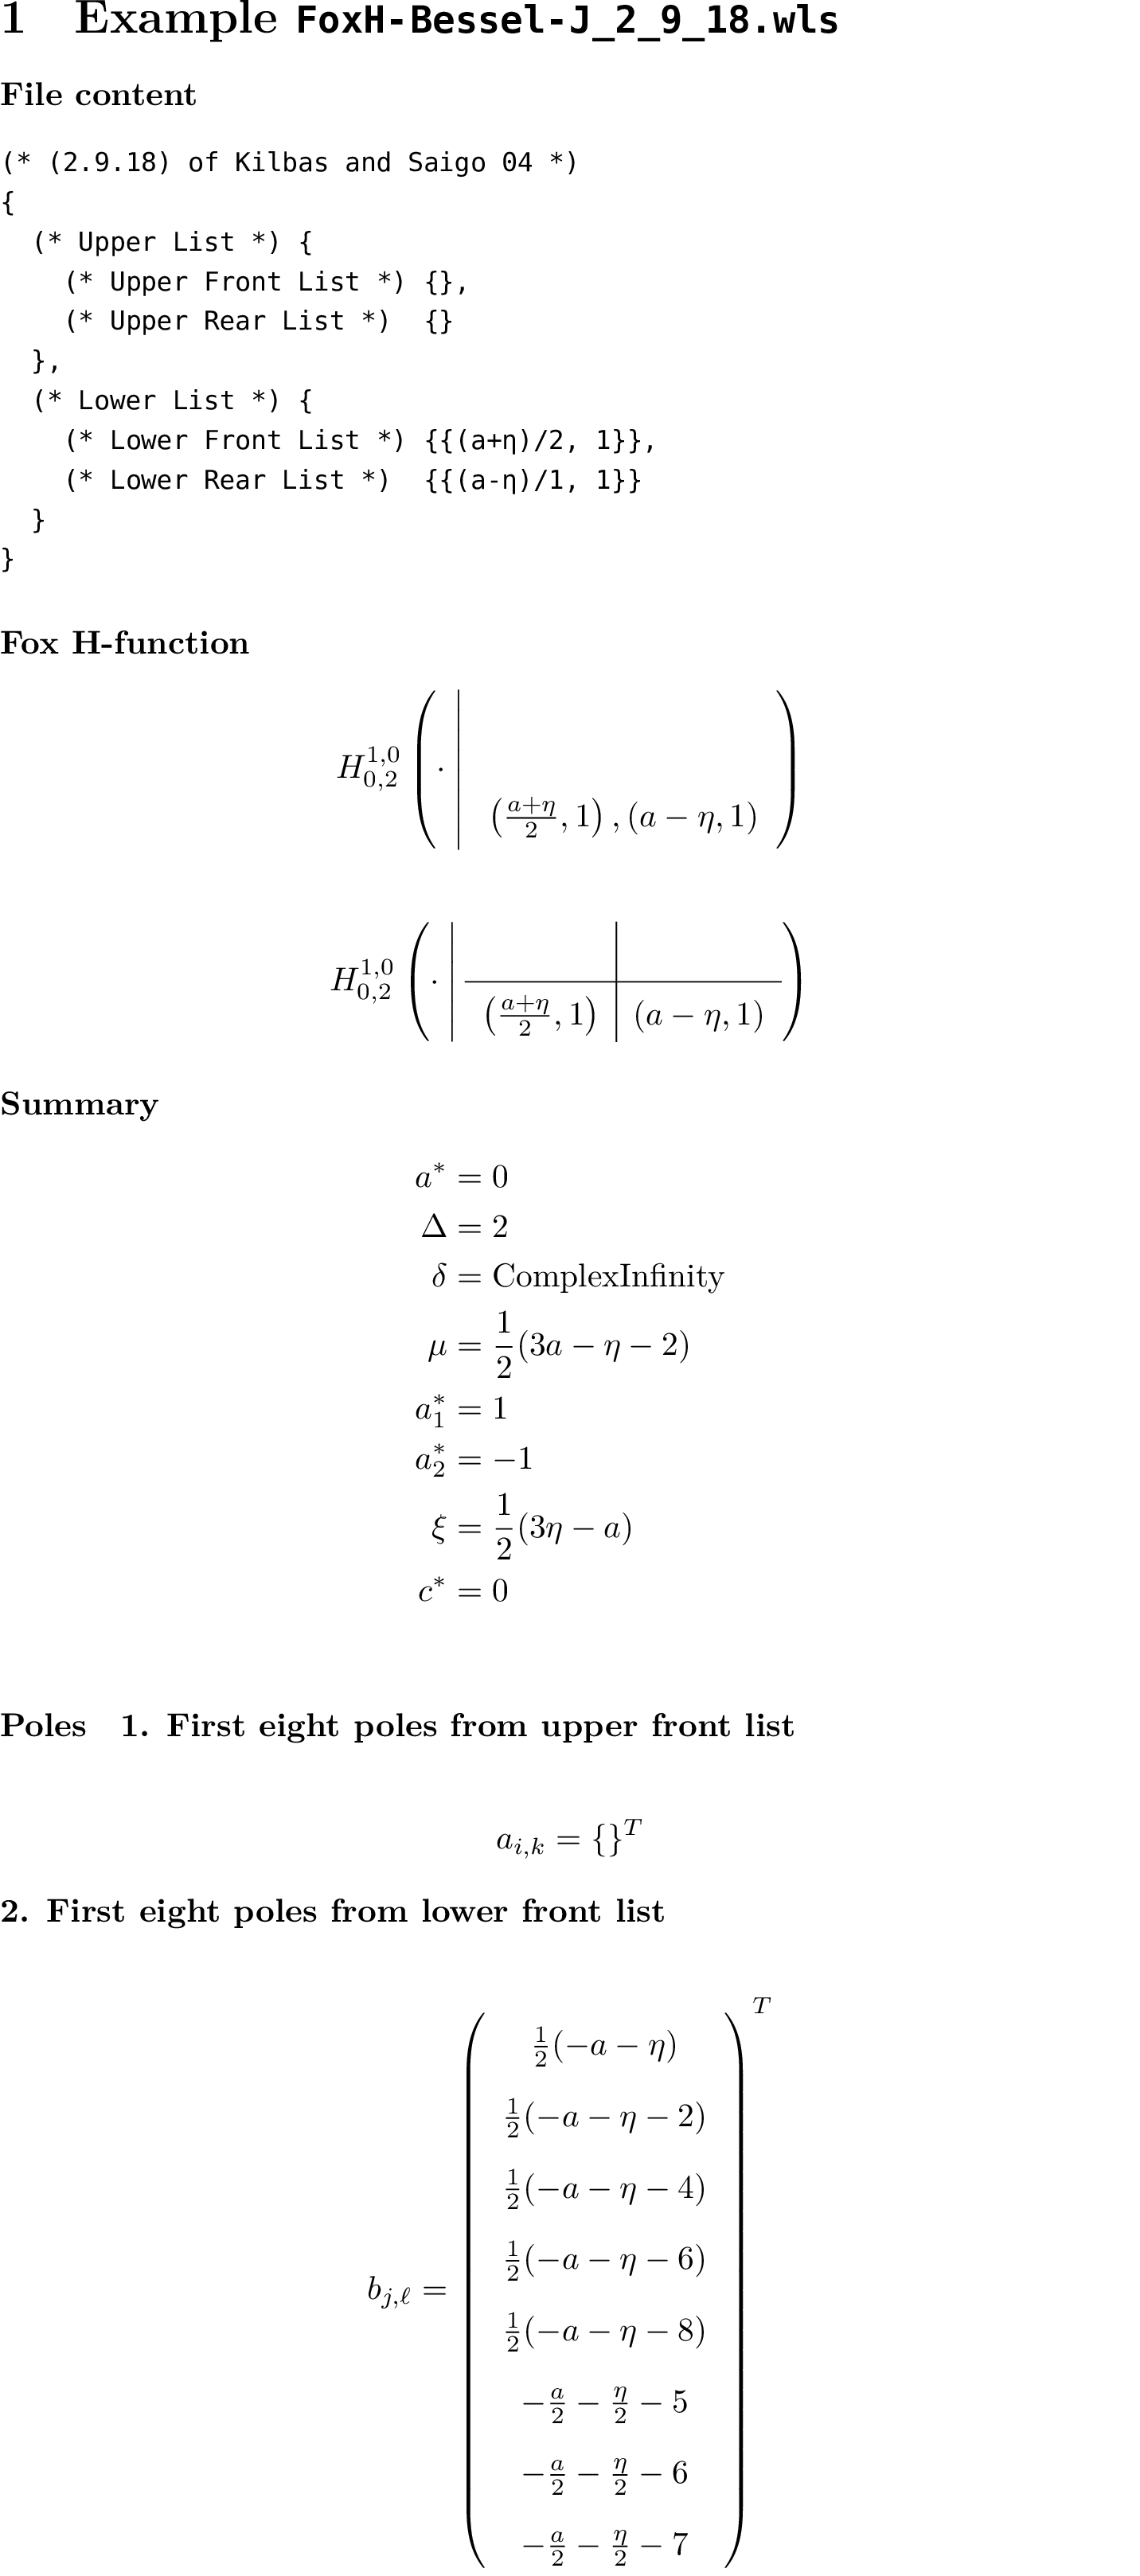 1 Example FoxH-Bessel-J_2_9_18.wls
File content
(* (2.9.18) of Kilbas and Saigo 04 *)
{
  (* Upper List *) {
    (* Upper Front List *) {},
    (* Upper Rear List *)  {}
  },
  (* Lower List *) {
    (* Lower Front List *) {{(a+η)/2, 1}},
    (* Lower Rear List *)  {{(a-η)/1, 1}}
  }
}
Fox H-function
$H_{0,2}^{1,0}\left(\cdot\,\middle|\,\left(\frac{a+\eta}{2},1\right),(a-\eta,1)\right)$
$H_{0,2}^{1,0}\left(\cdot\,\middle|\begin{array}{c|c} & \\ \hline \left(\frac{a+\eta}{2},1\right) & (a-\eta,1)\end{array}\right)$
Summary
$a^* = 0$
$\Delta = 2$
$\delta = \text{ComplexInfinity}$
$\mu = \frac{1}{2}(3a-\eta-2)$
$a_1^* = 1$
$a_2^* = -1$
$\xi = \frac{1}{2}(3\eta-a)$
$c^* = 0$
Poles 1. First eight poles from upper front list
$a_{i,k} = \{\}^T$
2. First eight poles from lower front list
$b_{j,\ell} = \left(\begin{array}{c} \frac{1}{2}(-a-\eta) \\
\frac{1}{2}(-a-\eta-2) \\
\frac{1}{2}(-a-\eta-4) \\
\frac{1}{2}(-a-\eta-6) \\
\frac{1}{2}(-a-\eta-8) \\
-\frac{a}{2}-\frac{\eta}{2}-5 \\
-\frac{a}{2}-\frac{\eta}{2}-6 \\
-\frac{a}{2}-\frac{\eta}{2}-7 \end{array}\right)^T$